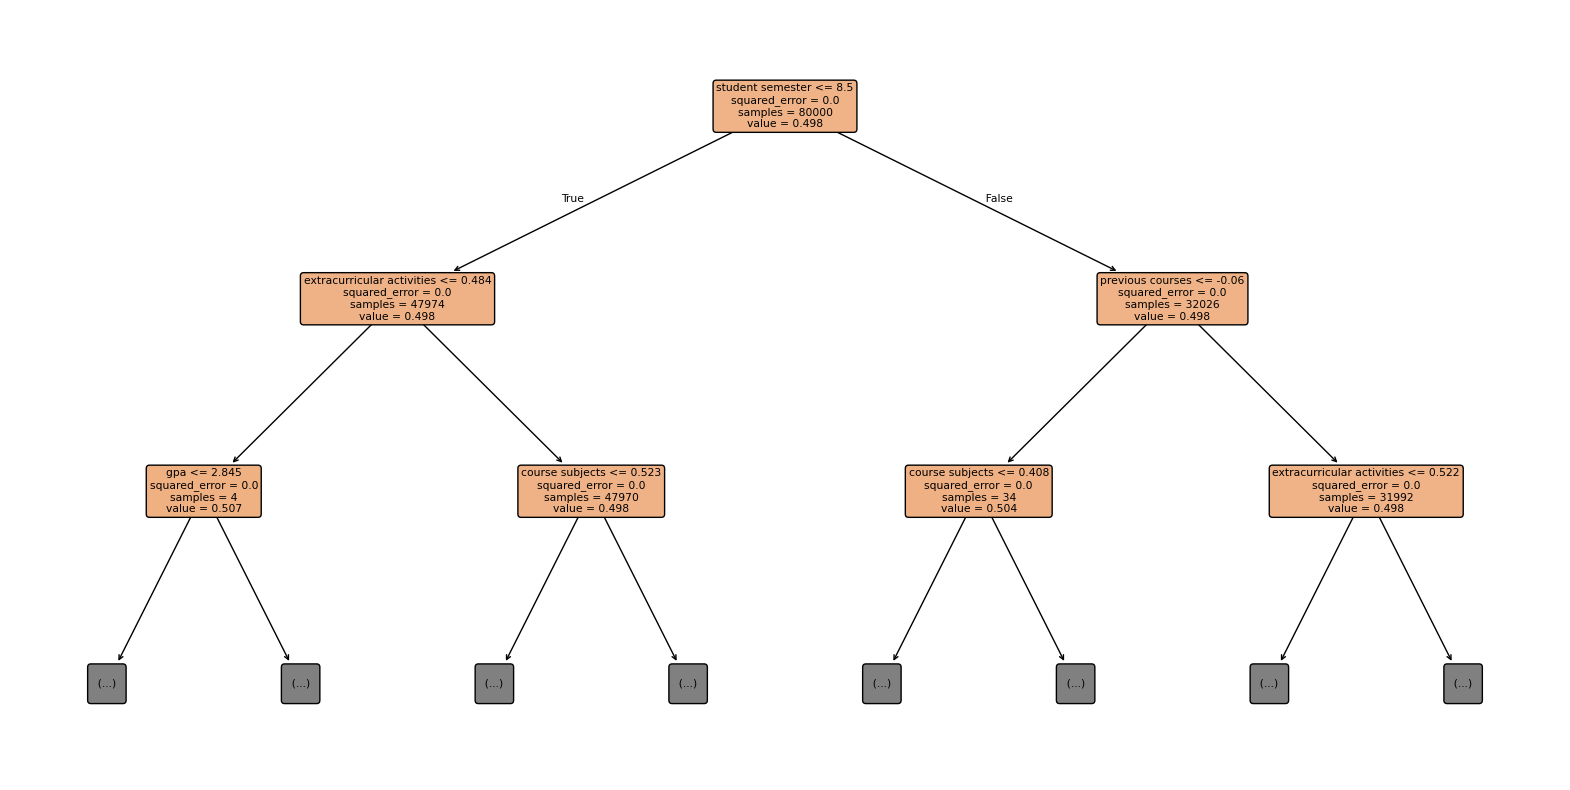 student semester <= 8.5
squared_error = 0.0
samples = 80000
value = 0.498
True
False
extracurricular activities <= 0.484
squared_error = 0.0
samples = 47974
value = 0.498
previous courses <= -0.06
squared_error = 0.0
samples = 32026
value = 0.498
gpa <= 2.845
squared_error = 0.0
samples = 4
value = 0.507
course subjects <= 0.523
squared_error = 0.0
samples = 47970
value = 0.498
course subjects <= 0.408
squared_error = 0.0
samples = 34
value = 0.504
extracurricular activities <= 0.522
squared_error = 0.0
samples = 31992
value = 0.498
(...)
(...)
(...)
(...)
(...)
(...)
(...)
(...)